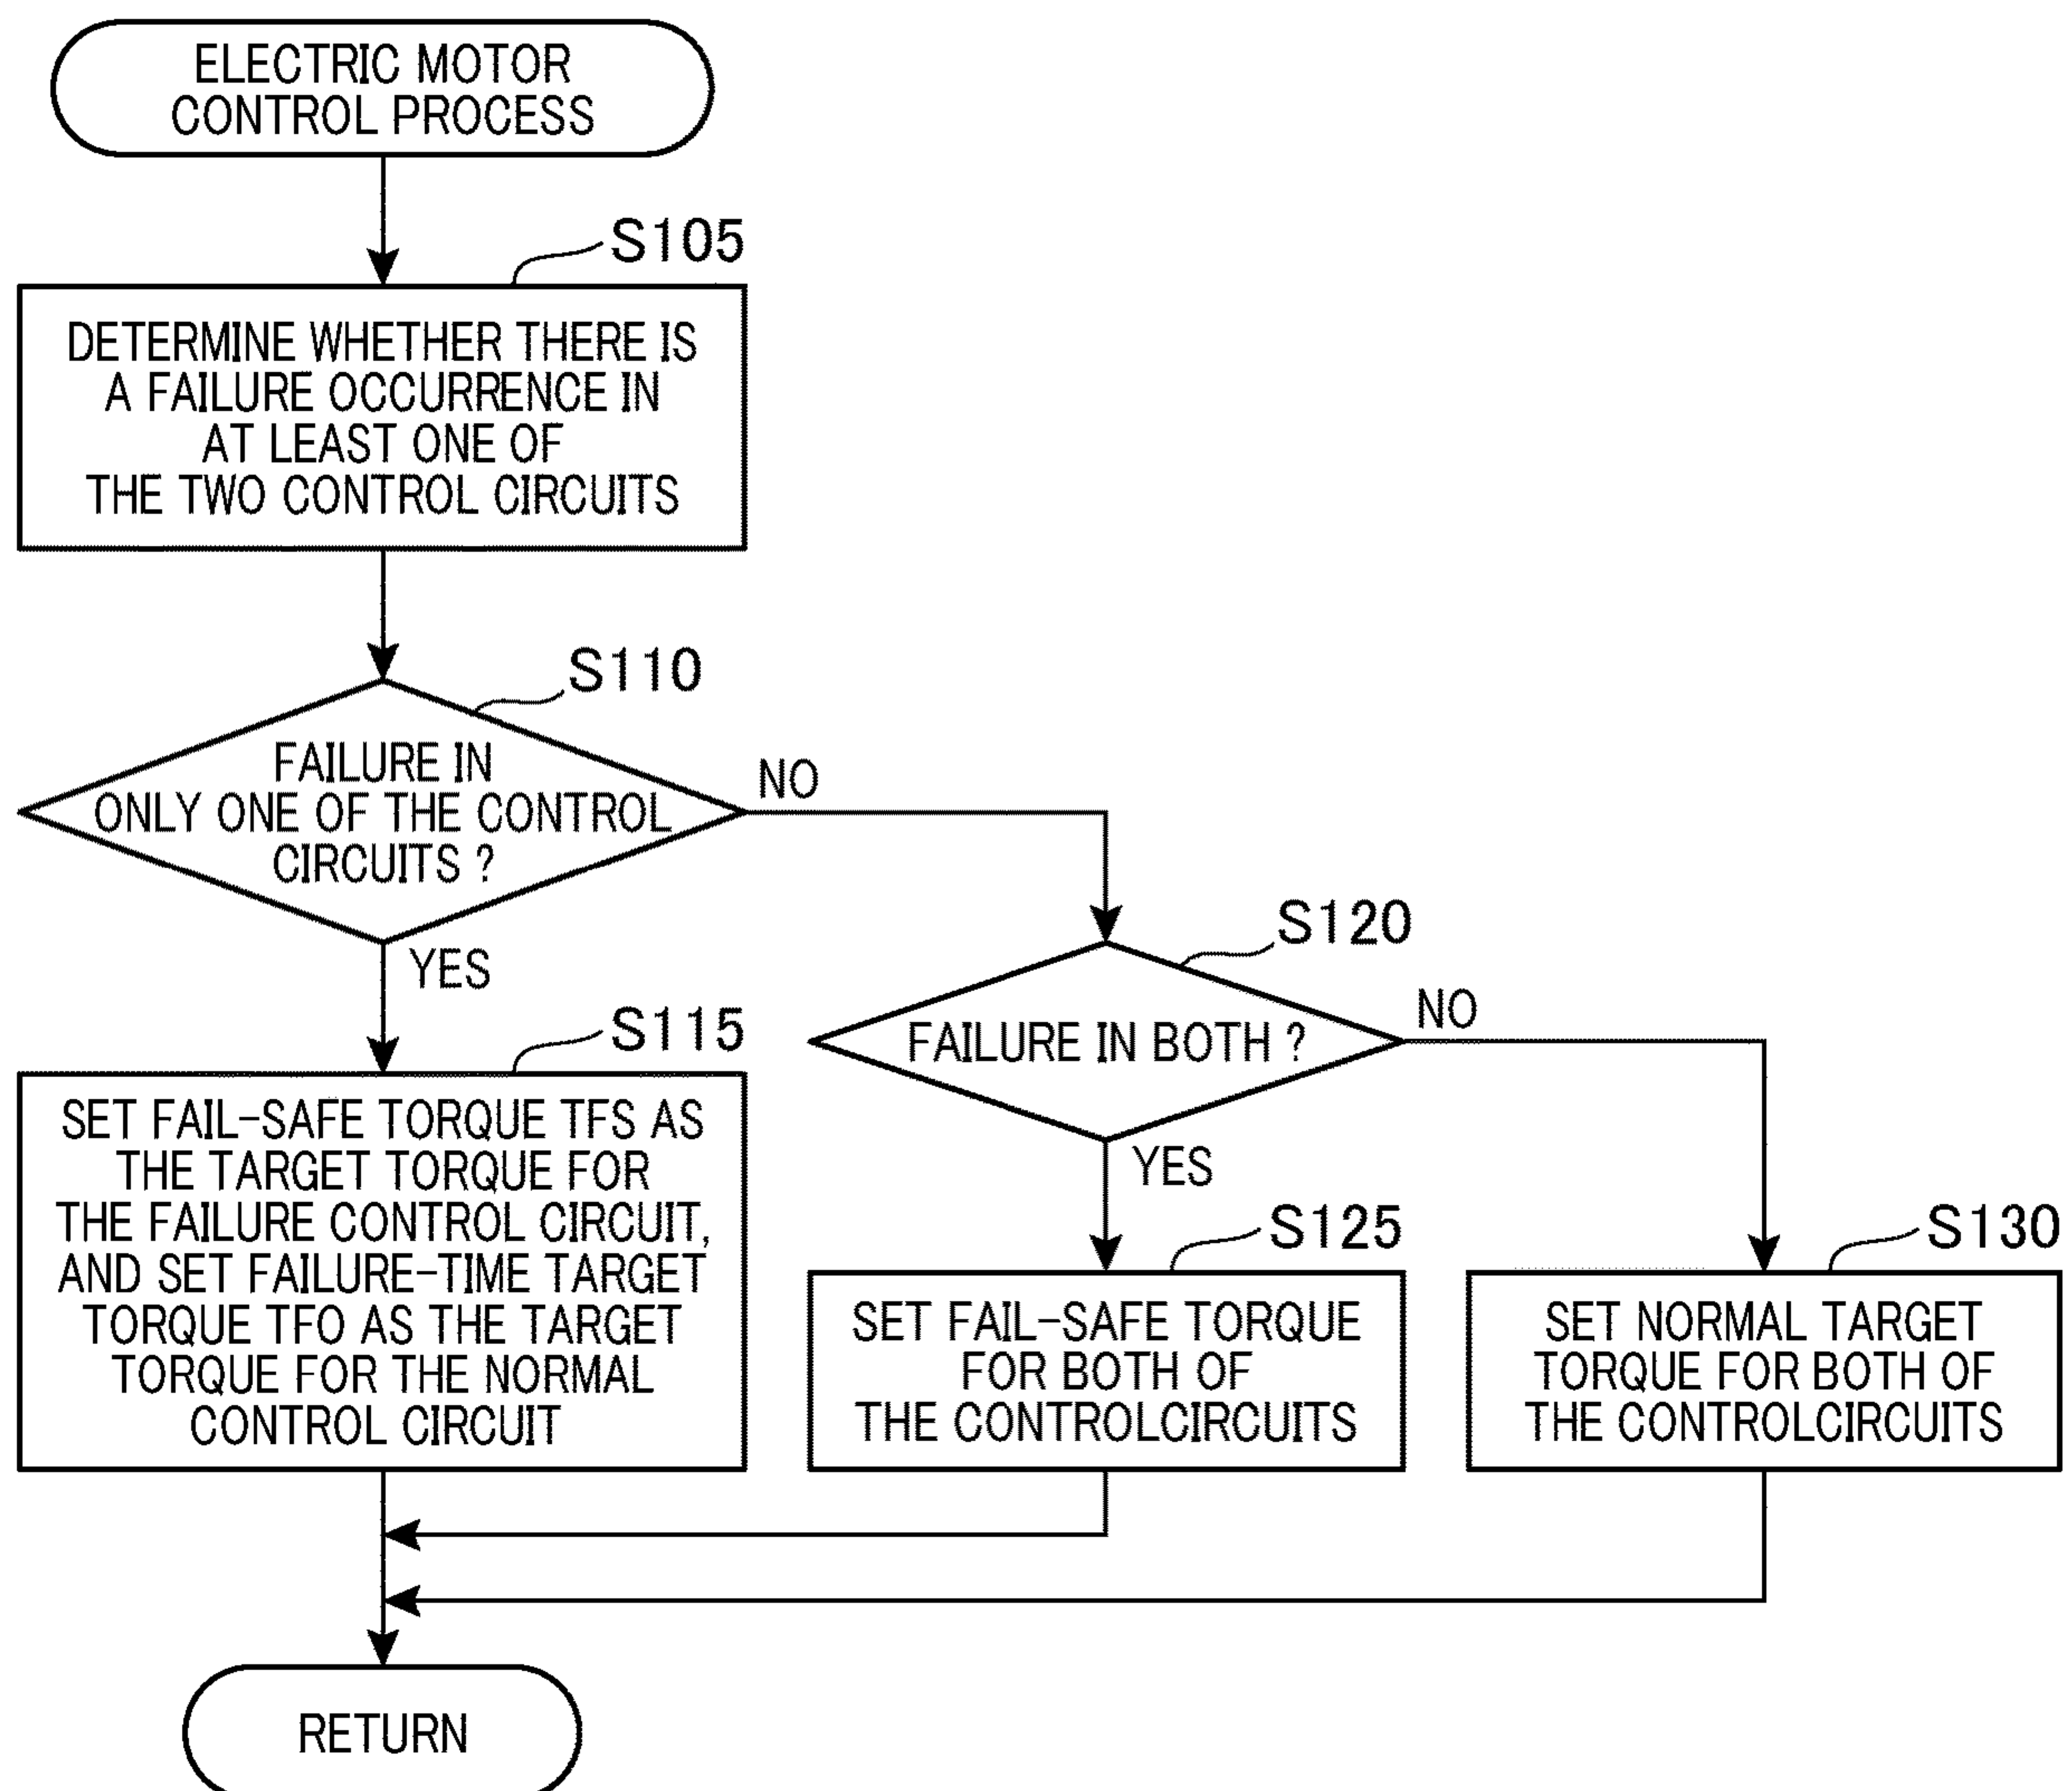 ELECTRIC MOTOR
CONTROL PROCESS
S105
DETERMINE WHETHER THERE IS
A FAILURE OCCURRENCE IN
AT LEAST ONE OF
THE TWO CONTROL CIRCUITS
S110
FAILURE IN
ONLY ONE OF THE CONTROL
CIRCUITS ?
NO
YES
S115
SET FAIL-SAFE TORQUE TFS AS
THE TARGET TORQUE FOR
THE FAILURE CONTROL CIRCUIT,
AND SET FAILURE-TIME TARGET
TORQUE TFO AS THE TARGET
TORQUE FOR THE NORMAL
CONTROL CIRCUIT
S120
FAILURE IN BOTH ?
NO
YES
S125
SET FAIL-SAFE TORQUE
FOR BOTH OF
THE CONTROLCIRCUITS
S130
SET NORMAL TARGET
TORQUE FOR BOTH OF
THE CONTROLCIRCUITS
RETURN